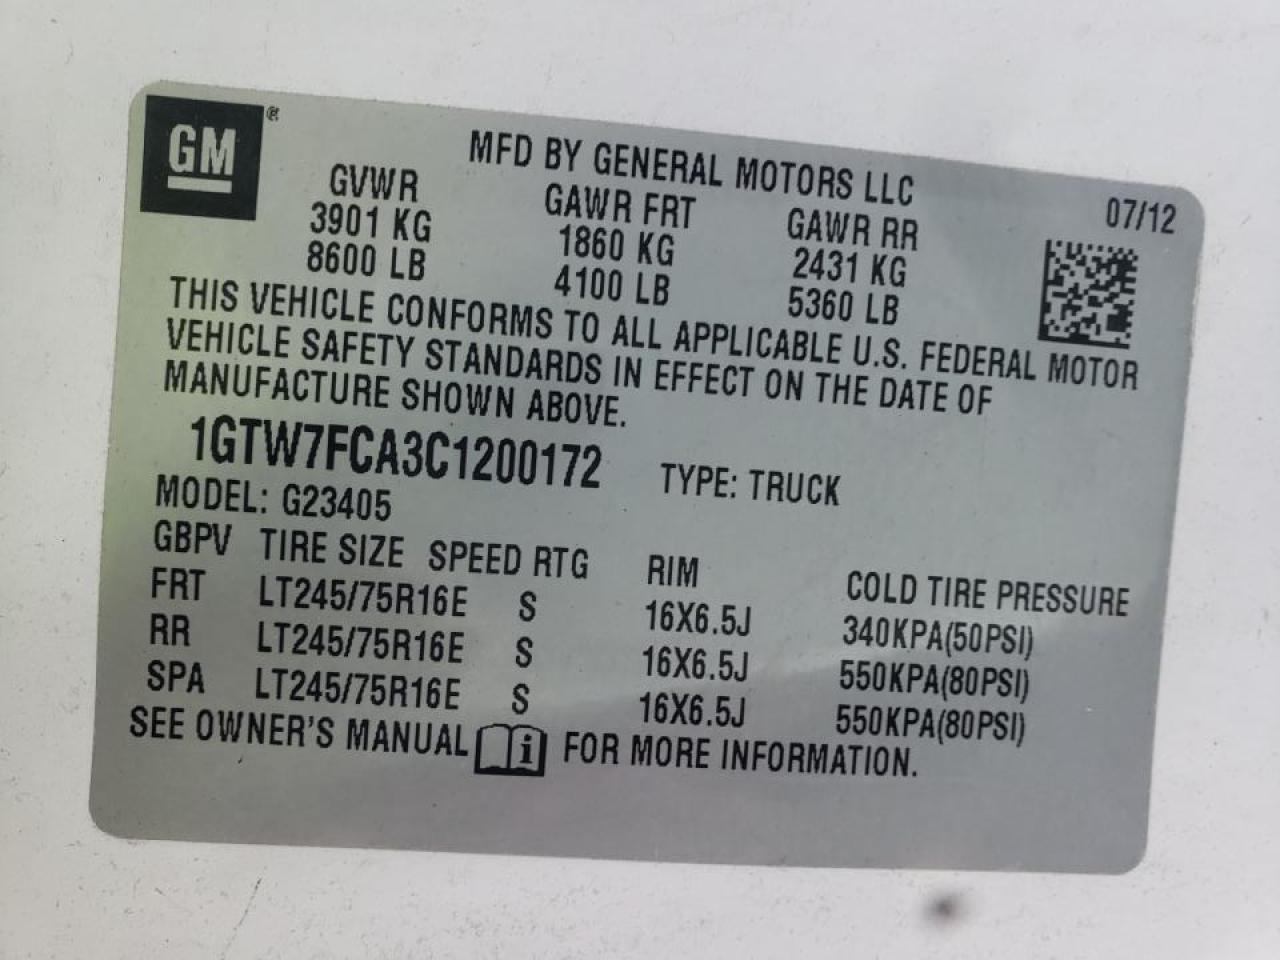 GM
MFD BY GENERAL MOTORS LLC
07/12
GVWR GAWR FRT GAWR RR
3901 KG 1860 KG 2431 KG
8600 LB 4100 LB 5360 LB
THIS VEHICLE CONFORMS TO ALL APPLICABLE U.S. FEDERAL MOTOR
VEHICLE SAFETY STANDARDS IN EFFECT ON THE DATE OF
MANUFACTURE SHOWN ABOVE.
1GTW7FCA3C1200172 TYPE: TRUCK
MODEL: G23405
GBPV TIRE SIZE SPEED RTG RIM COLD TIRE PRESSURE
FRT LT245/75R16E S 16X6.5J 340KPA(50PSI)
RR LT245/75R16E S 16X6.5J 550KPA(80PSI)
SPA LT245/75R16E S 16X6.5J 550KPA(80PSI)
SEE OWNER'S MANUAL i FOR MORE INFORMATION.